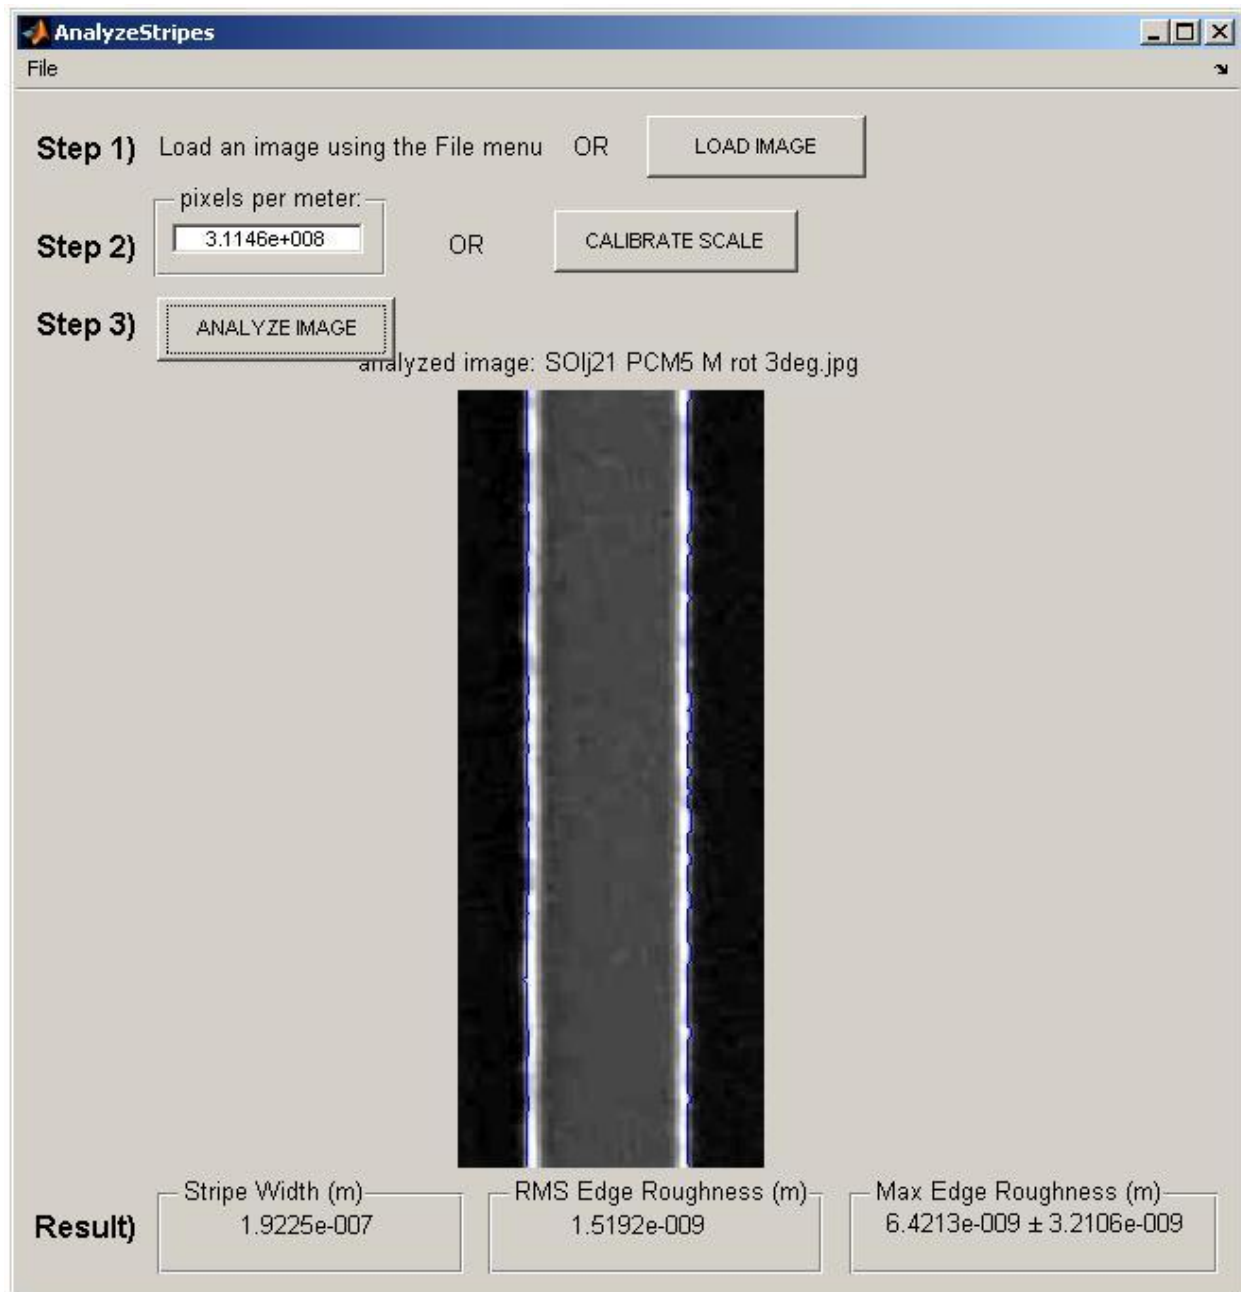 AnalyzeStripes
File
Step 1) Load an image using the File menu OR LOAD IMAGE
pixels per meter:
Step 2) 3.1146e+008 OR CALIBRATE SCALE
Step 3) ANALYZE IMAGE
analyzed image: SOIj21 PCM5 M rot 3deg.jpg
Stripe Width (m) RMS Edge Roughness (m) Max Edge Roughness (m)
Result) 1.9225e-007 1.5192e-009 6.4213e-009 ± 3.2106e-009